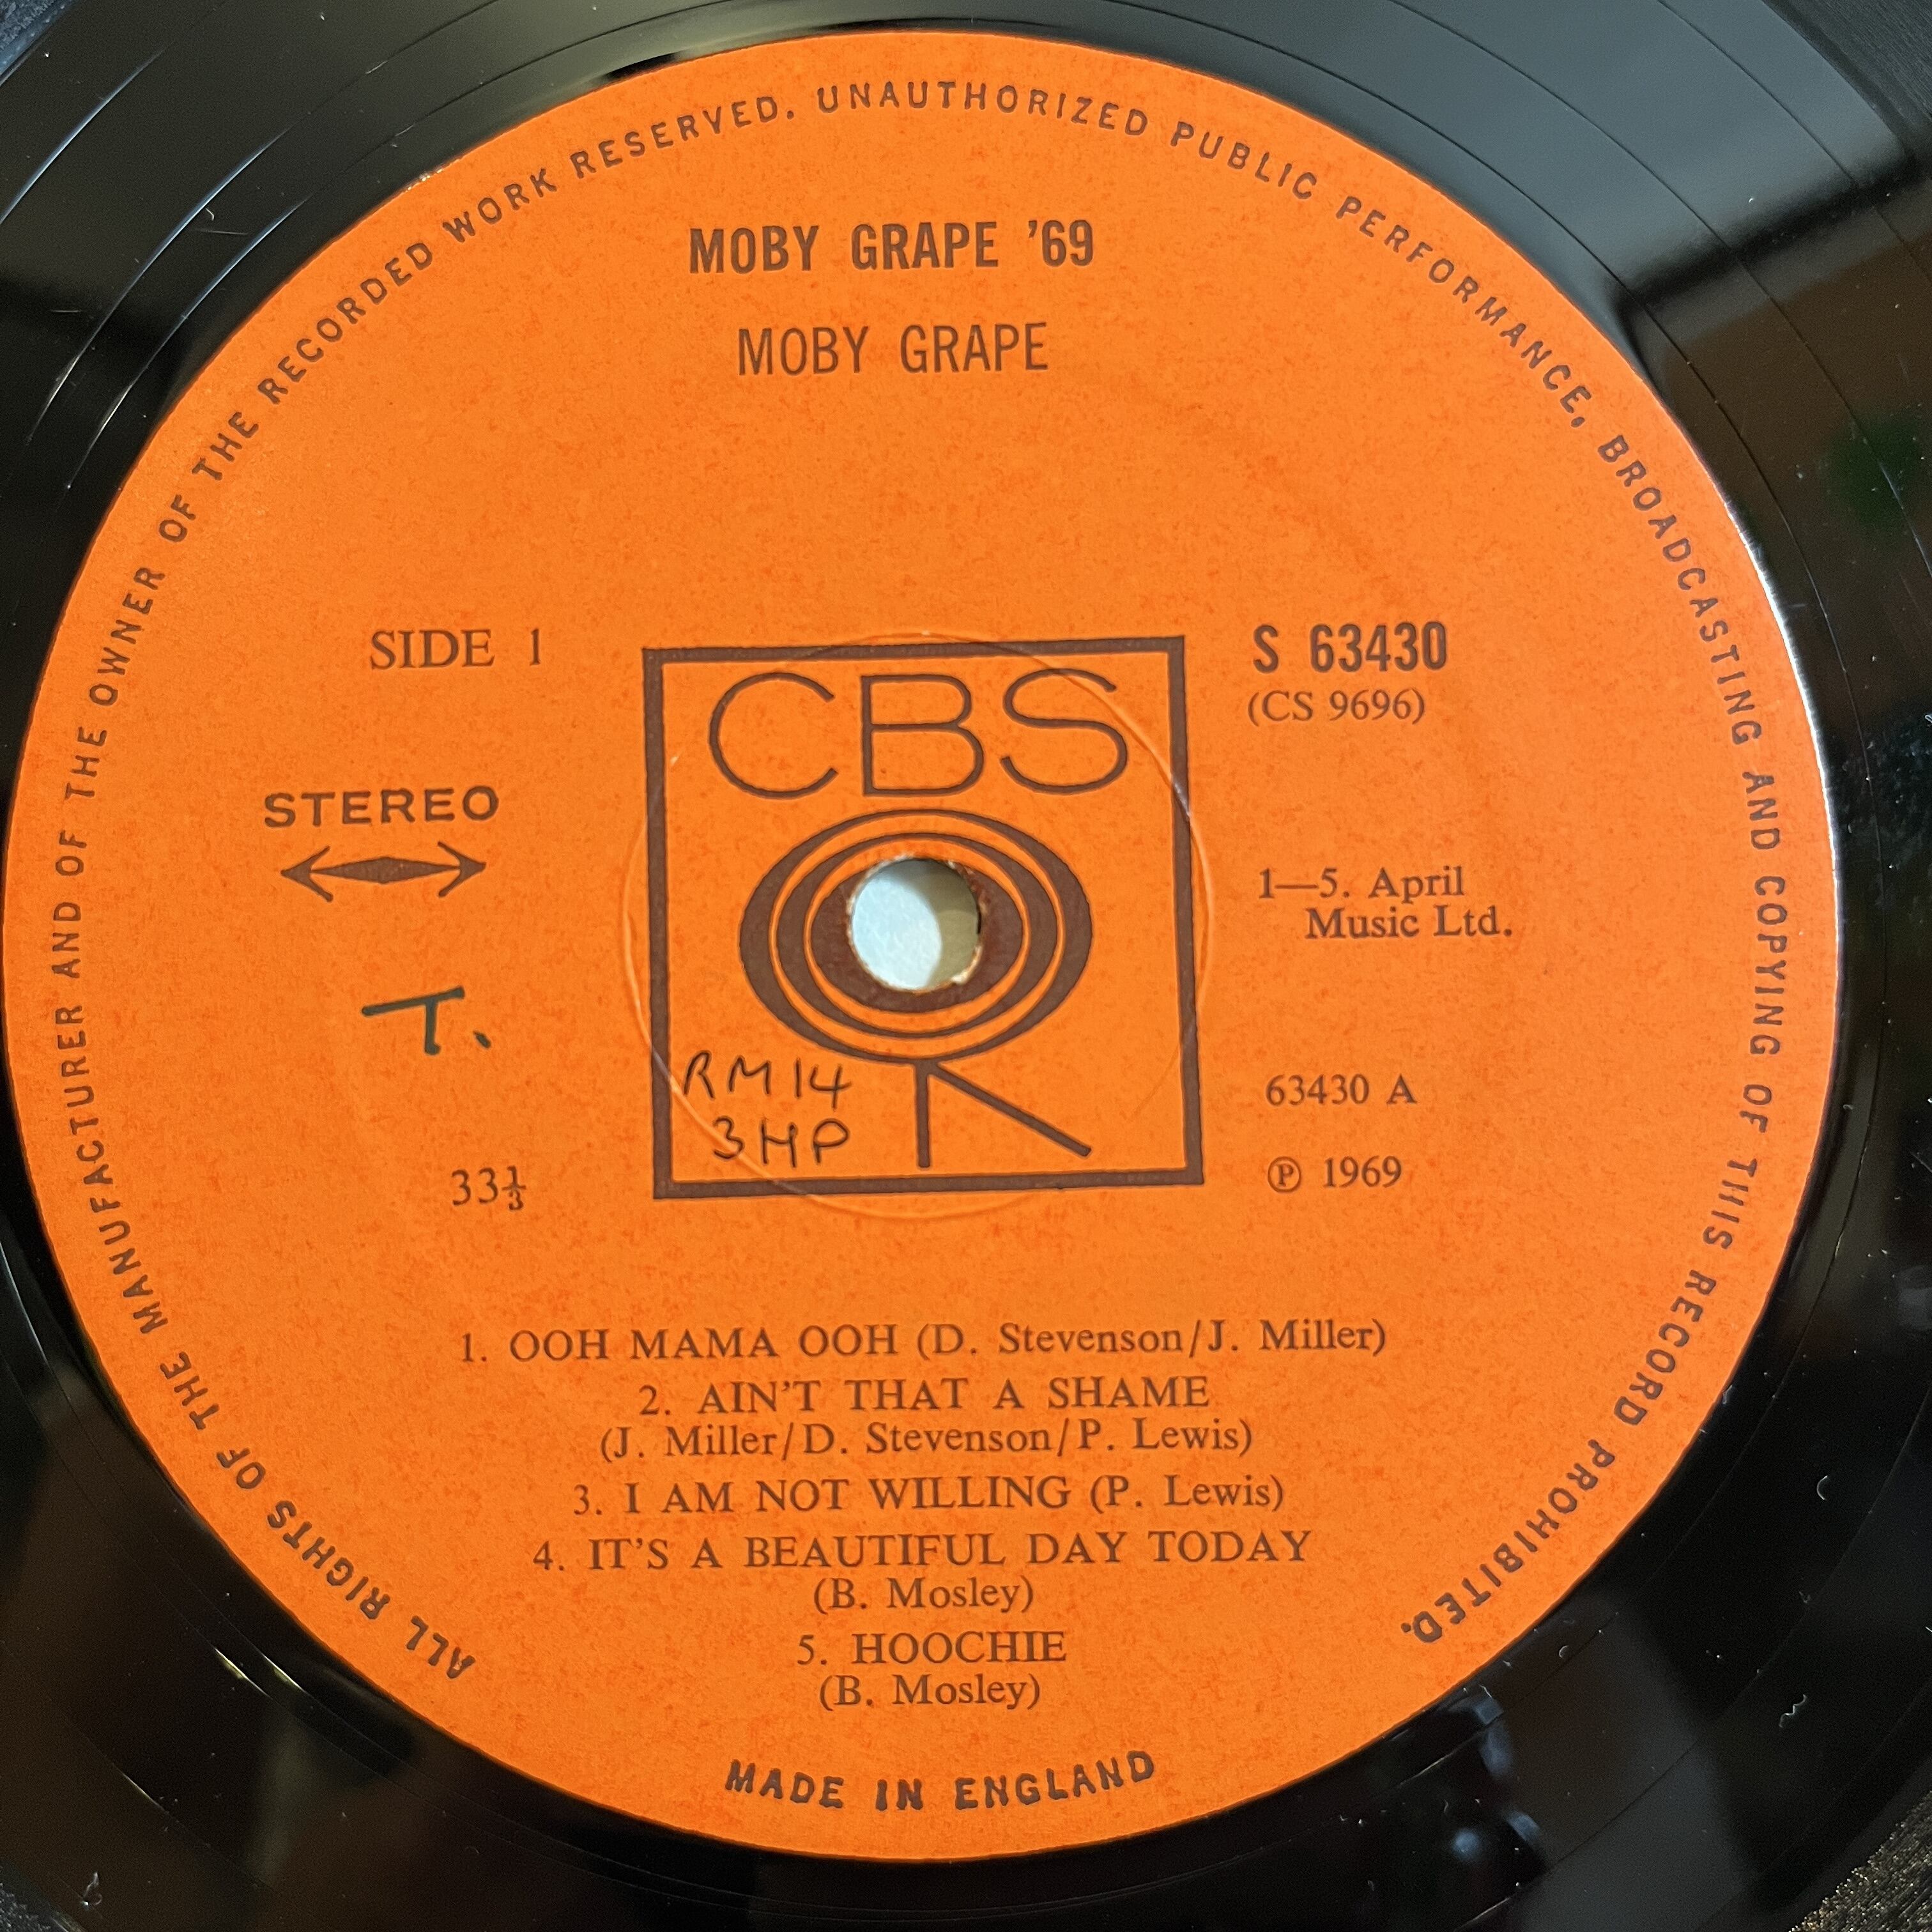 ALL RIGHTS OF THE MANUFACTURER AND OF THE OWNER OF THE RECORDED WORK RESERVED. UNAUTHORIZED PUBLIC PERFORMANCE, BROADCASTING AND COPYING OF THIS RECORD PROHIBITED.
MOBY GRAPE '69
MOBY GRAPE
SIDE 1
S 63430
(CS 9696)
CBS
STEREO
1—5. April
Music Ltd.
T.
RM14
3HP
63430 A
33⅓
℗ 1969
1. OOH MAMA OOH (D. Stevenson/J. Miller)
2. AIN'T THAT A SHAME
(J. Miller/D. Stevenson/P. Lewis)
3. I AM NOT WILLING (P. Lewis)
4. IT'S A BEAUTIFUL DAY TODAY
(B. Mosley)
5. HOOCHIE
(B. Mosley)
MADE IN ENGLAND